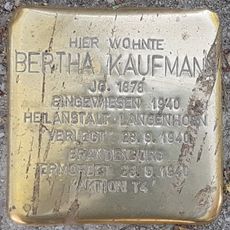 HIER WOHNTE
BERTHA KAUFMANN
JG. 1878
EINGEWIESEN 1940
HEILANSTALT LANGENHORN
"VERLEGT" 23.9.1940
BRANDENBURG
ERMORDET 23.9.1940
"AKTION T4"